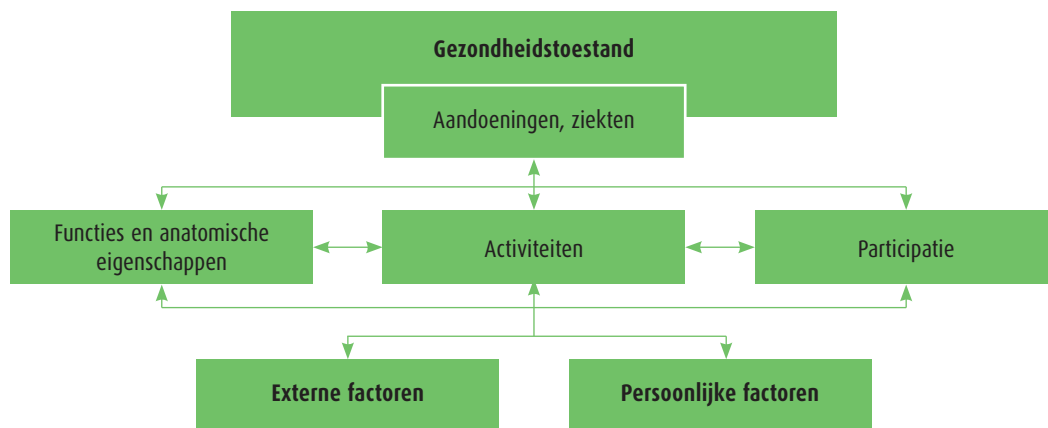 Gezondheidstoestand
Aandoeningen, ziekten
Functies en anatomische
eigenschappen
Activiteiten
Participatie
Externe factoren
Persoonlijke factoren